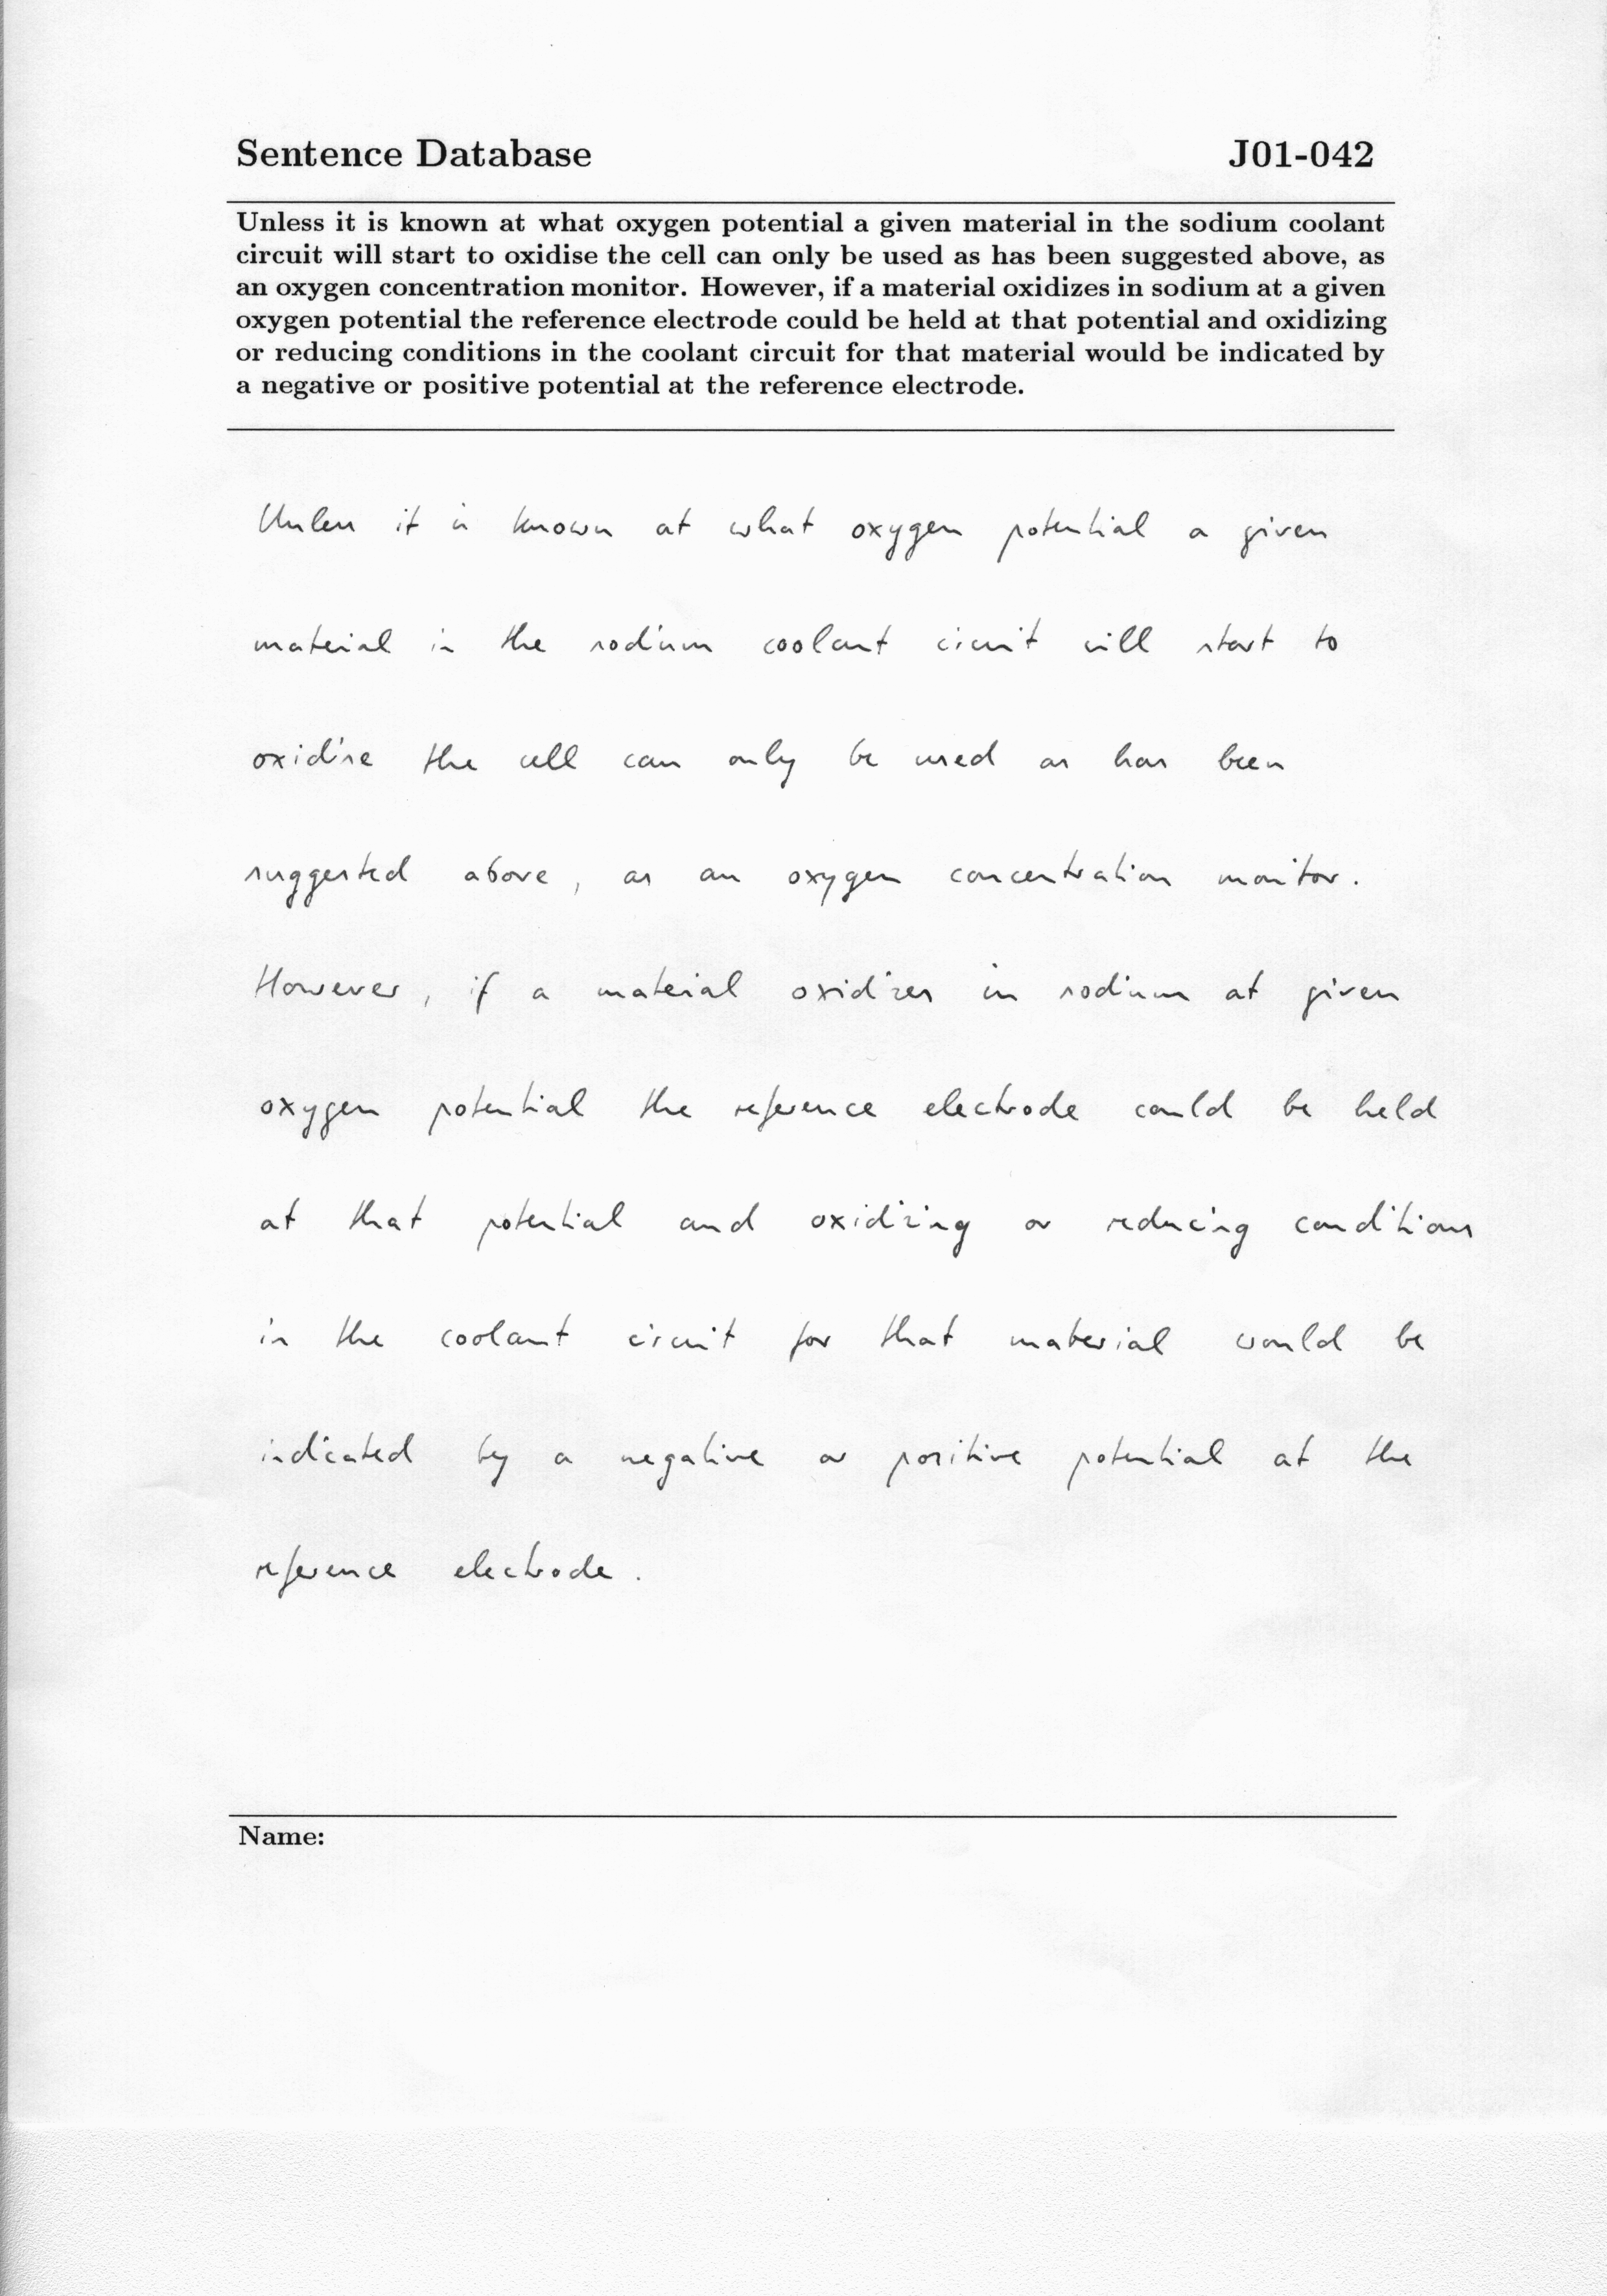 Sentence Database J01-042
Unless it is known at what oxygen potential a given material in the sodium coolant
circuit will start to oxidise the cell can only be used as has been suggested above, as
an oxygen concentration monitor. However, if a material oxidizes in sodium at a given
oxygen potential the reference electrode could be held at that potential and oxidizing
or reducing conditions in the coolant circuit for that material would be indicated by
a negative or positive potential at the reference electrode.
Unless it is known at what oxygen potential a given
material in the sodium coolant circuit will start to
oxidise the cell can only be used as has been
suggested above, as an oxygen concentration monitor.
However, if a material oxidizes in sodium at given
oxygen potential the reference electrode could be held
at that potential and oxidizing or reducing conditions
in the coolant circuit for that material would be
indicated by a negative or positive potential at the
reference electrode.
Name: